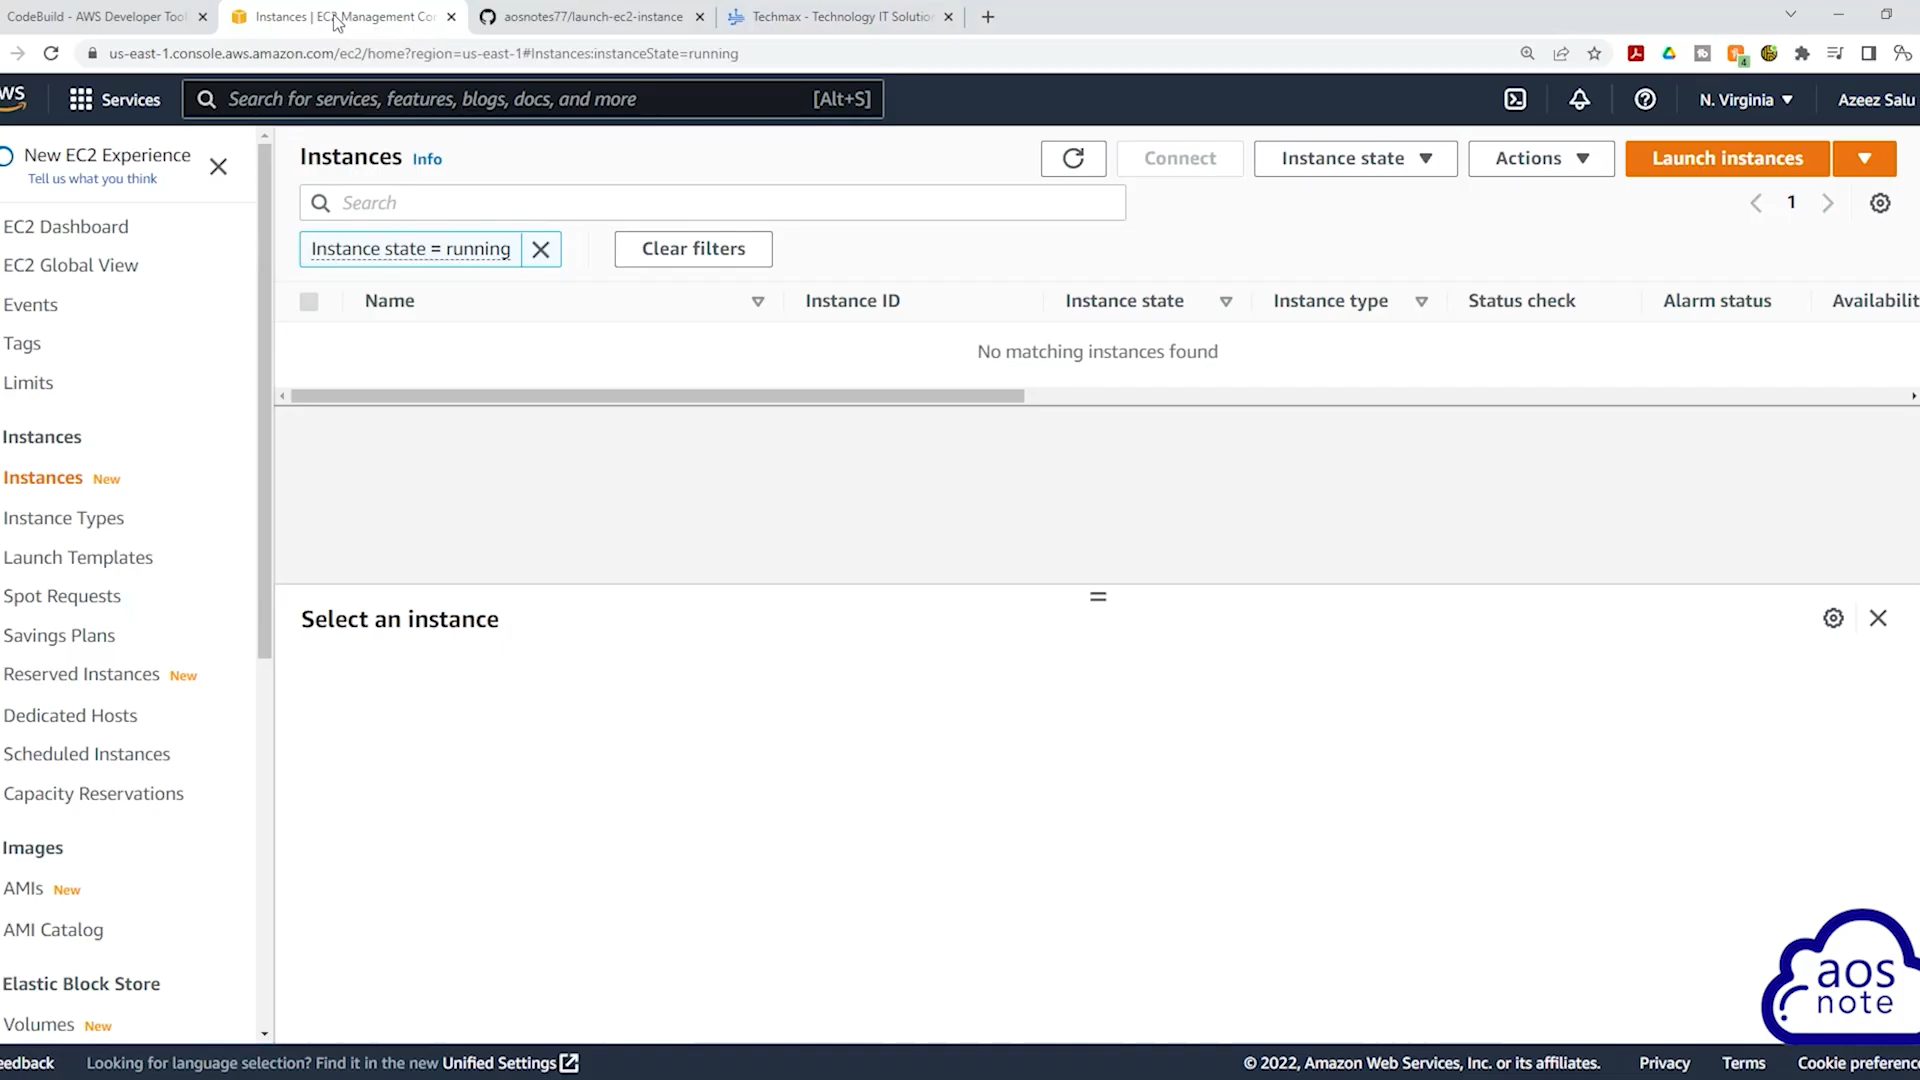 CodeBuild - AWS Developer Tool
Instances | EC2 Management Con
aosnotes77/launch-ec2-instance
Techmax - Technology IT Solution
us-east-1.console.aws.amazon.com/ec2/home?region=us-east-1#Instances:instanceState=running
4
Services
Search for services, features, blogs, docs, and more
[Alt+S]
N. Virginia
Azeez Salu
New EC2 Experience
Tell us what you think
EC2 Dashboard
EC2 Global View
Events
Tags
Limits
Instances
Instances New
Instance Types
Launch Templates
Spot Requests
Savings Plans
Reserved Instances New
Dedicated Hosts
Scheduled Instances
Capacity Reservations
Images
AMIs New
AMI Catalog
Elastic Block Store
Volumes New
Instances Info
Connect
Instance state
Actions
Launch instances
Search
1
Instance state = running
Clear filters
Name
Instance ID
Instance state
Instance type
Status check
Alarm status
Availabilit
No matching instances found
Select an instance
aos
note
eedback
Looking for language selection? Find it in the new Unified Settings
© 2022, Amazon Web Services, Inc. or its affiliates.
Privacy
Terms
Cookie preference